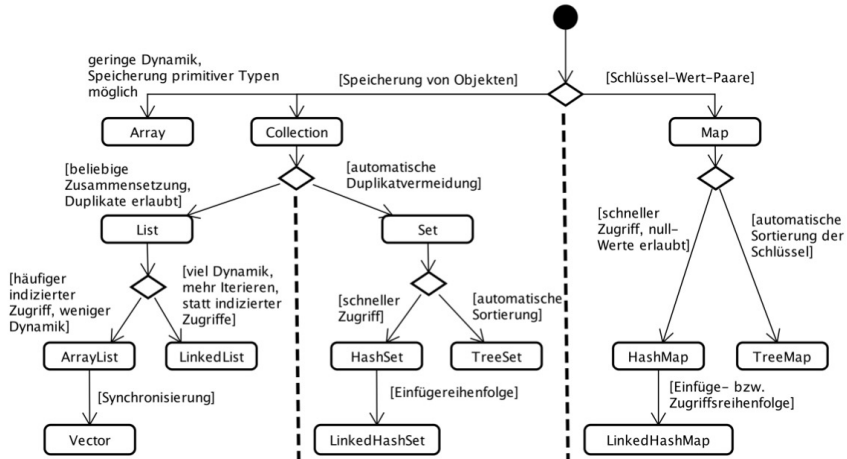 geringe Dynamik,
Speicherung primitiver Typen
möglich
[Speicherung von Objekten]
[Schlüssel-Wert-Paare]
Array
Collection
Map
[beliebige
Zusammensetzung,
Duplikate erlaubt]
[automatische
Duplikatvermeidung]
List
Set
[schneller
Zugriff, null-
Werte erlaubt]
[automatische
Sortierung der
Schlüssel]
[häufiger
indizierter
Zugriff, weniger
Dynamik]
[viel Dynamik,
mehr Iterieren,
statt indizierter
Zugriffe]
[schneller
Zugriff]
[automatische
Sortierung]
ArrayList
LinkedList
HashSet
TreeSet
HashMap
TreeMap
[Synchronisierung]
[Einfügereihenfolge]
[Einfüge- bzw.
Zugriffsreihenfolge]
Vector
LinkedHashSet
LinkedHashMap